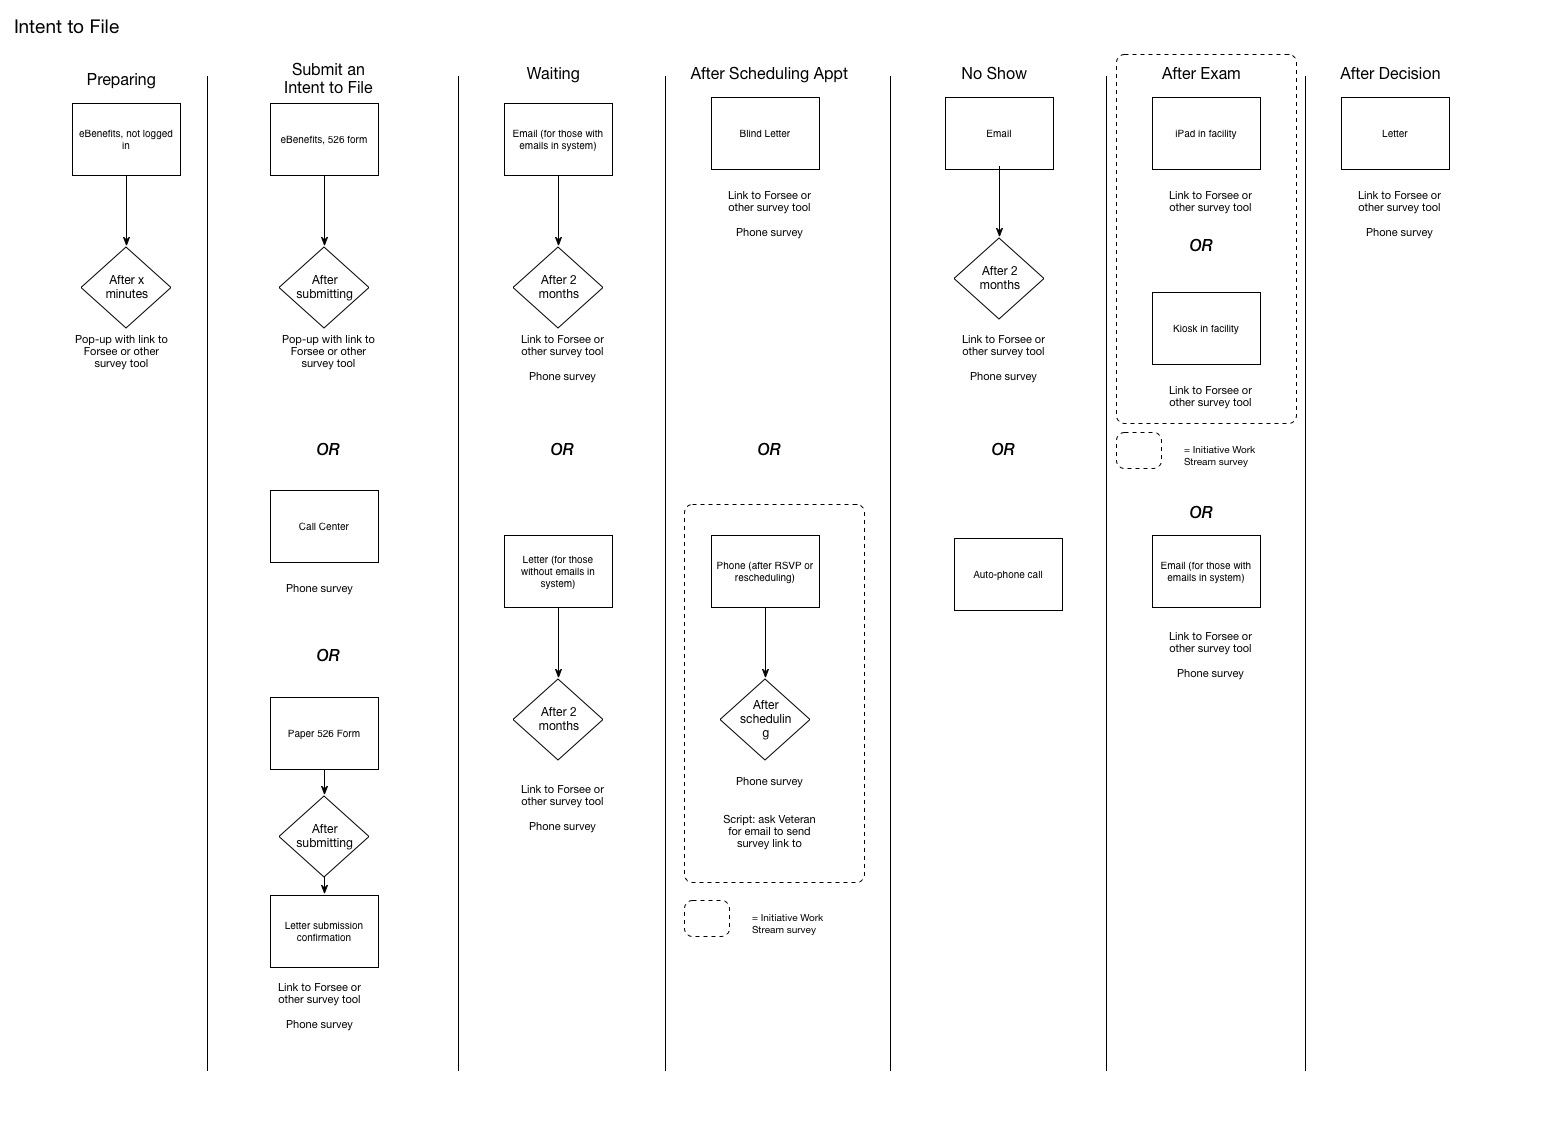 Intent to File
Preparing
eBenefits, not logged
in
After x
minutes
Pop-up with link to
Forsee or other
survey tool
Submit an
Intent to File
eBenefits, 526 form
After
submitting
Pop-up with link to
Forsee or other
survey tool
OR
Call Center
Phone survey
OR
Paper 526 Form
After
submitting
Letter submission
confirmation
Link to Forsee or
other survey tool
Phone survey
Waiting
Email (for those with
emails in system)
After 2
months
Link to Forsee or
other survey tool
Phone survey
OR
Letter (for those
without emails in
system)
After 2
months
Link to Forsee or
other survey tool
Phone survey
After Scheduling Appt
Blind Letter
Link to Forsee or
other survey tool
Phone survey
OR
Phone (after RSVP or
rescheduling)
After
schedulin
g
Phone survey
Script: ask Veteran
for email to send
survey link to
= Initiative Work
Stream survey
No Show
Email
After 2
months
Link to Forsee or
other survey tool
Phone survey
OR
Auto-phone call
After Exam
iPad in facility
Link to Forsee or
other survey tool
OR
Kiosk in facility
Link to Forsee or
other survey tool
= Initiative Work
Stream survey
OR
Email (for those with
emails in system)
Link to Forsee or
other survey tool
Phone survey
After Decision
Letter
Link to Forsee or
other survey tool
Phone survey